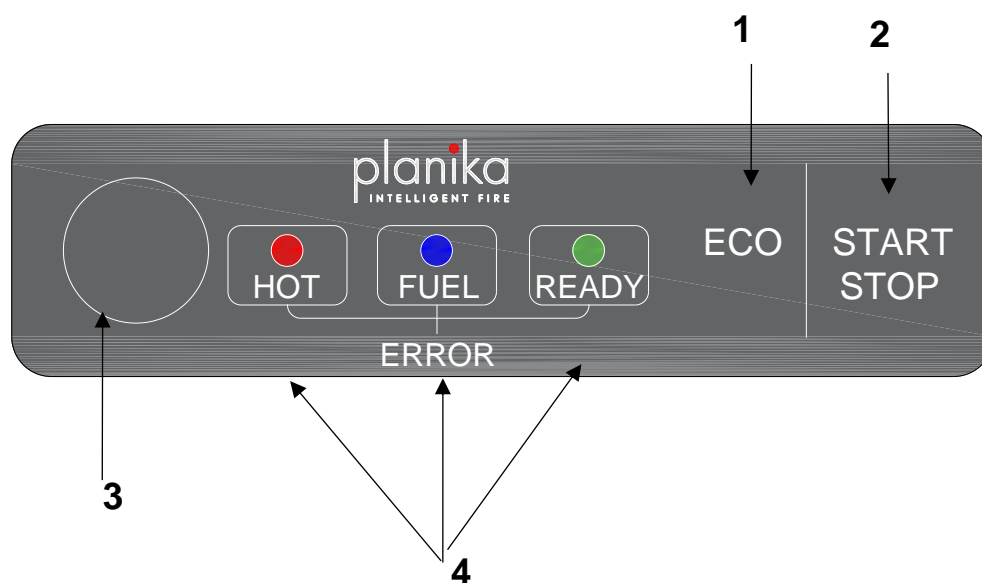 1
2
planika
INTELLIGENT FIRE
ECO
START
STOP
HOT
FUEL
READY
ERROR
3
4